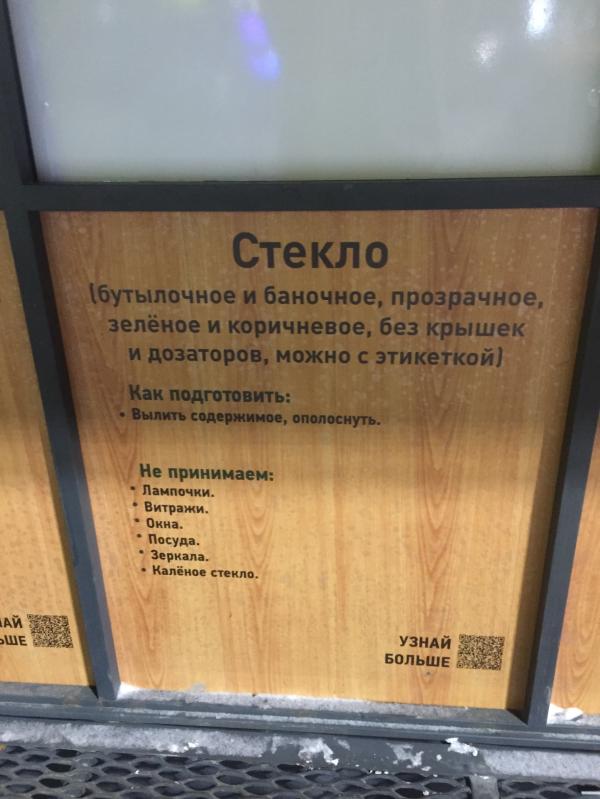 Стекло
(бутылочное и баночное, прозрачное,
зелёное и коричневое, без крышек
и дозаторов, можно с этикеткой)
Как подготовить:
• Вылить содержимое, ополоснуть.
Не принимаем:
• Лампочки.
• Витражи.
• Окна.
• Посуда.
• Зеркала.
• Калёное стекло.
УЗНАЙ
БОЛЬШЕ